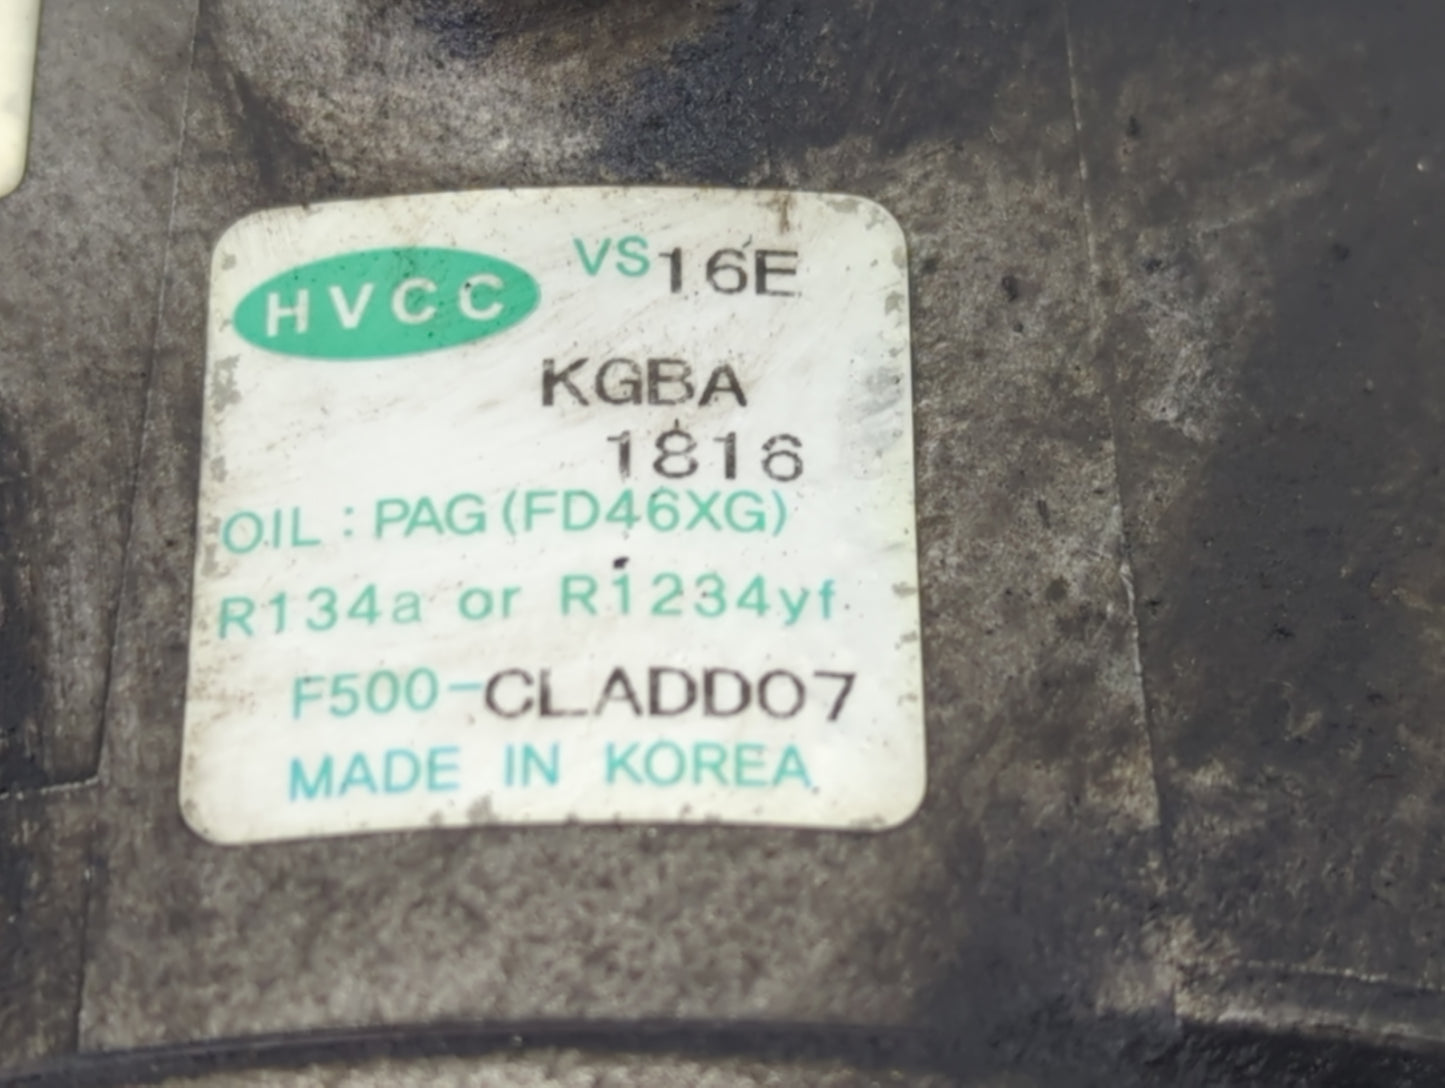 HVCC VS16E
KGBA
1816
OIL : PAG (FD46XG)
R134a or R1234yf
F500-CLADD07
MADE IN KOREA